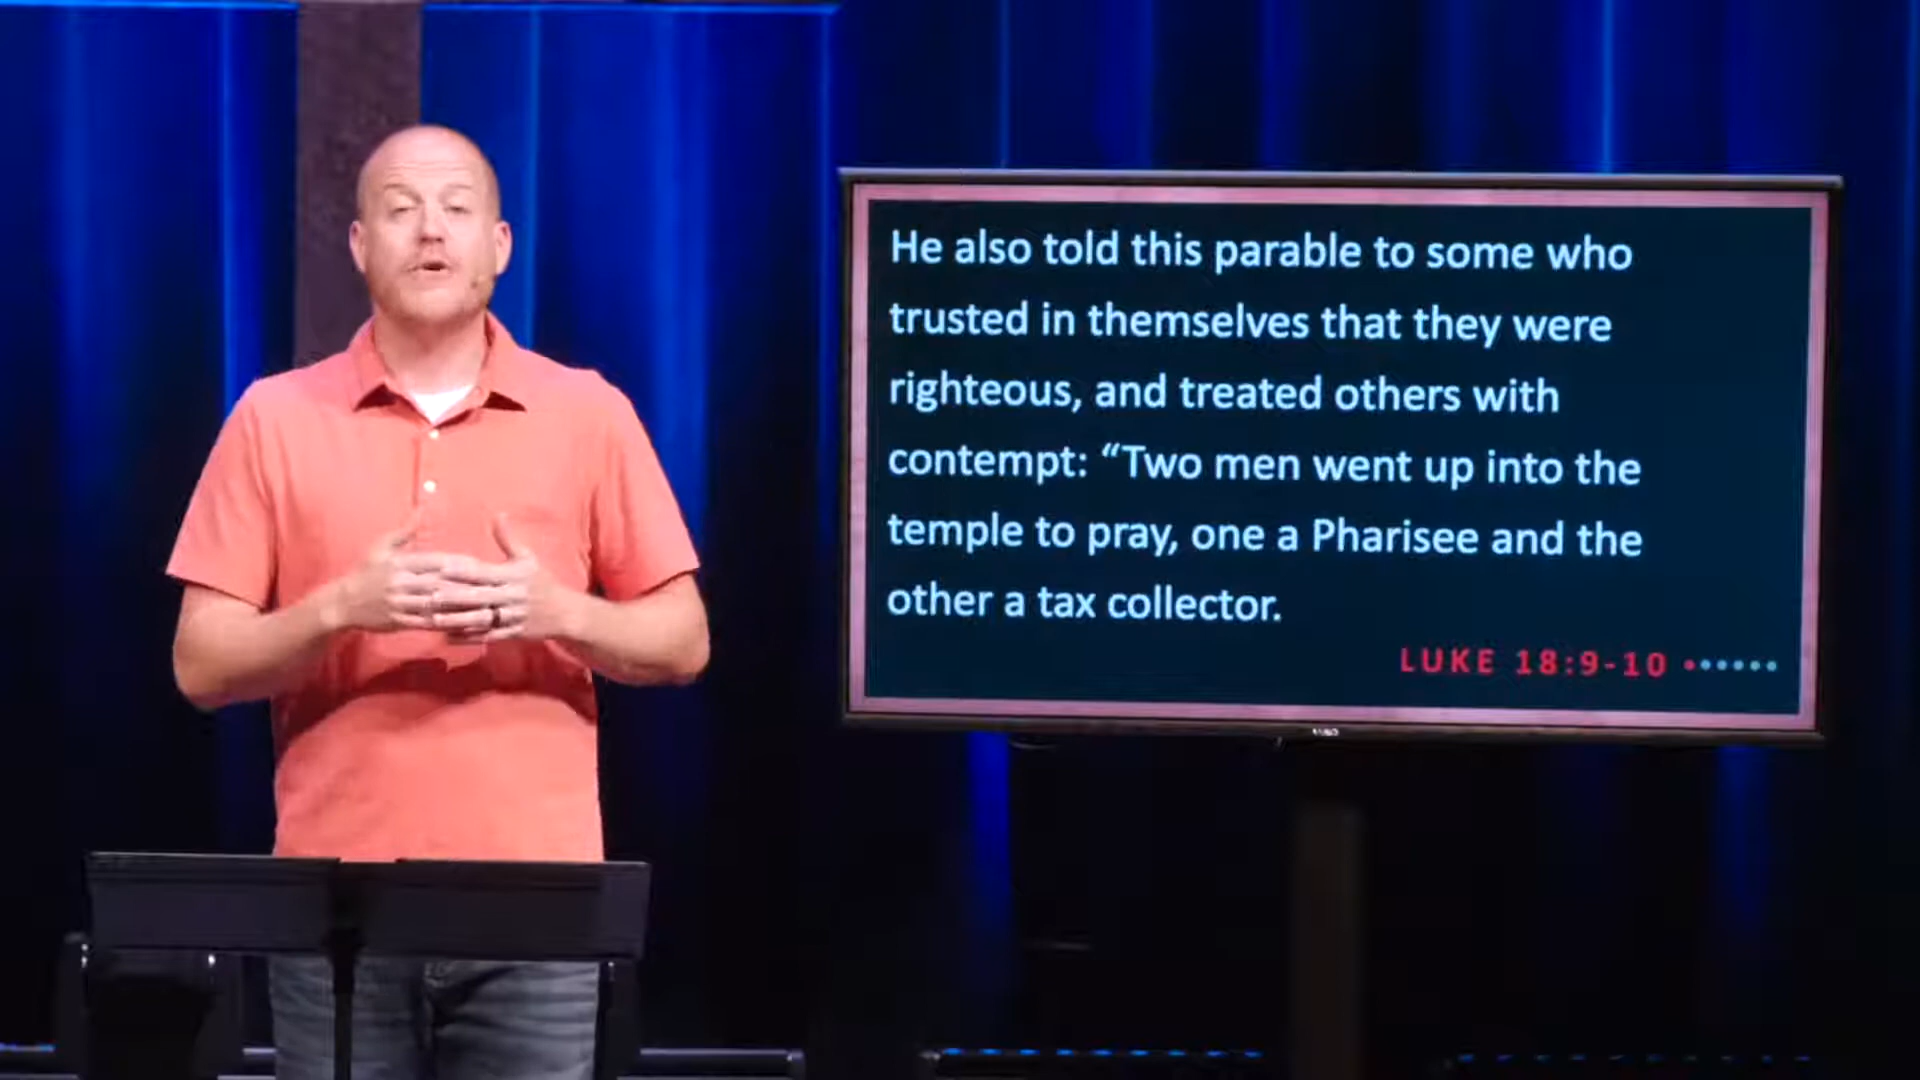 He also told this parable to some who
trusted in themselves that they were
righteous, and treated others with
contempt: “Two men went up into the
temple to pray, one a Pharisee and the
other a tax collector.
LUKE 18:9-10